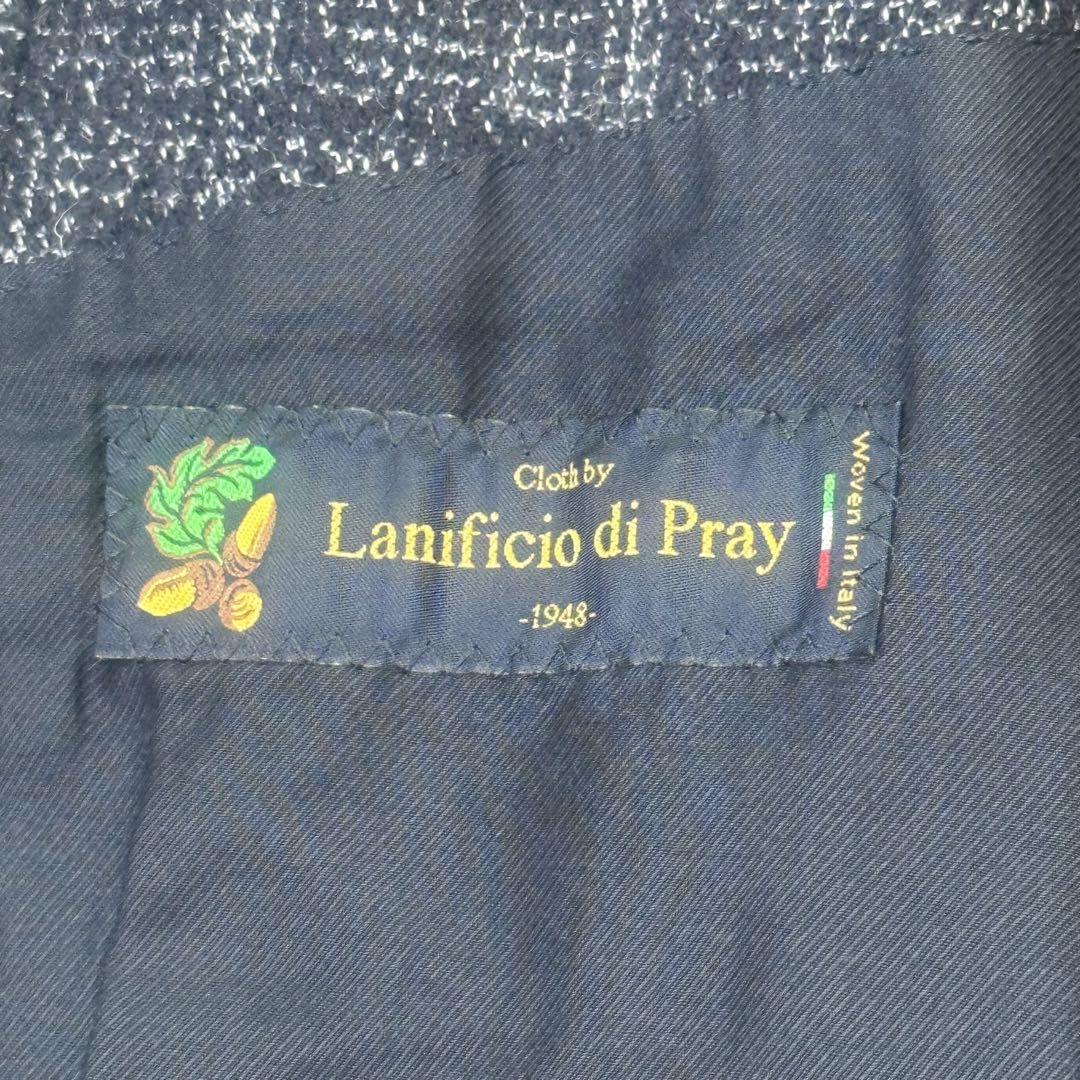 Cloth by
Lanificio di Pray
-1948-
Woven in Italy